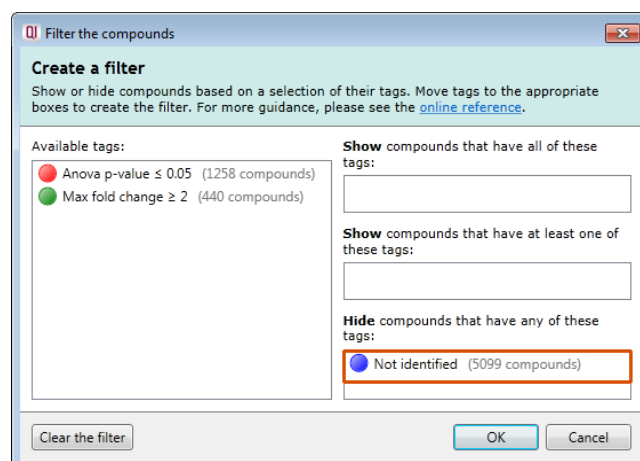 QI Filter the compounds
Create a filter
Show or hide compounds based on a selection of their tags. Move tags to the appropriate
boxes to create the filter. For more guidance, please see the online reference.
Available tags:
Anova p-value ≤ 0.05 (1258 compounds)
Max fold change ≥ 2 (440 compounds)
Show compounds that have all of these
tags:
Show compounds that have at least one of
these tags:
Hide compounds that have any of these
tags:
Not identified (5099 compounds)
Clear the filter
OK
Cancel